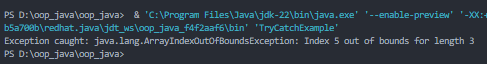 PS D:\oop_java\oop_java>  & 'C:\Program Files\Java\jdk-22\bin\java.exe' '--enable-preview' '-XX:+
b5a700b\redhat.java\jdt_ws\oop_java_f4f2aaf6\bin' 'TryCatchExample'
Exception caught: java.lang.ArrayIndexOutOfBoundsException: Index 5 out of bounds for length 3
PS D:\oop_java\oop_java>